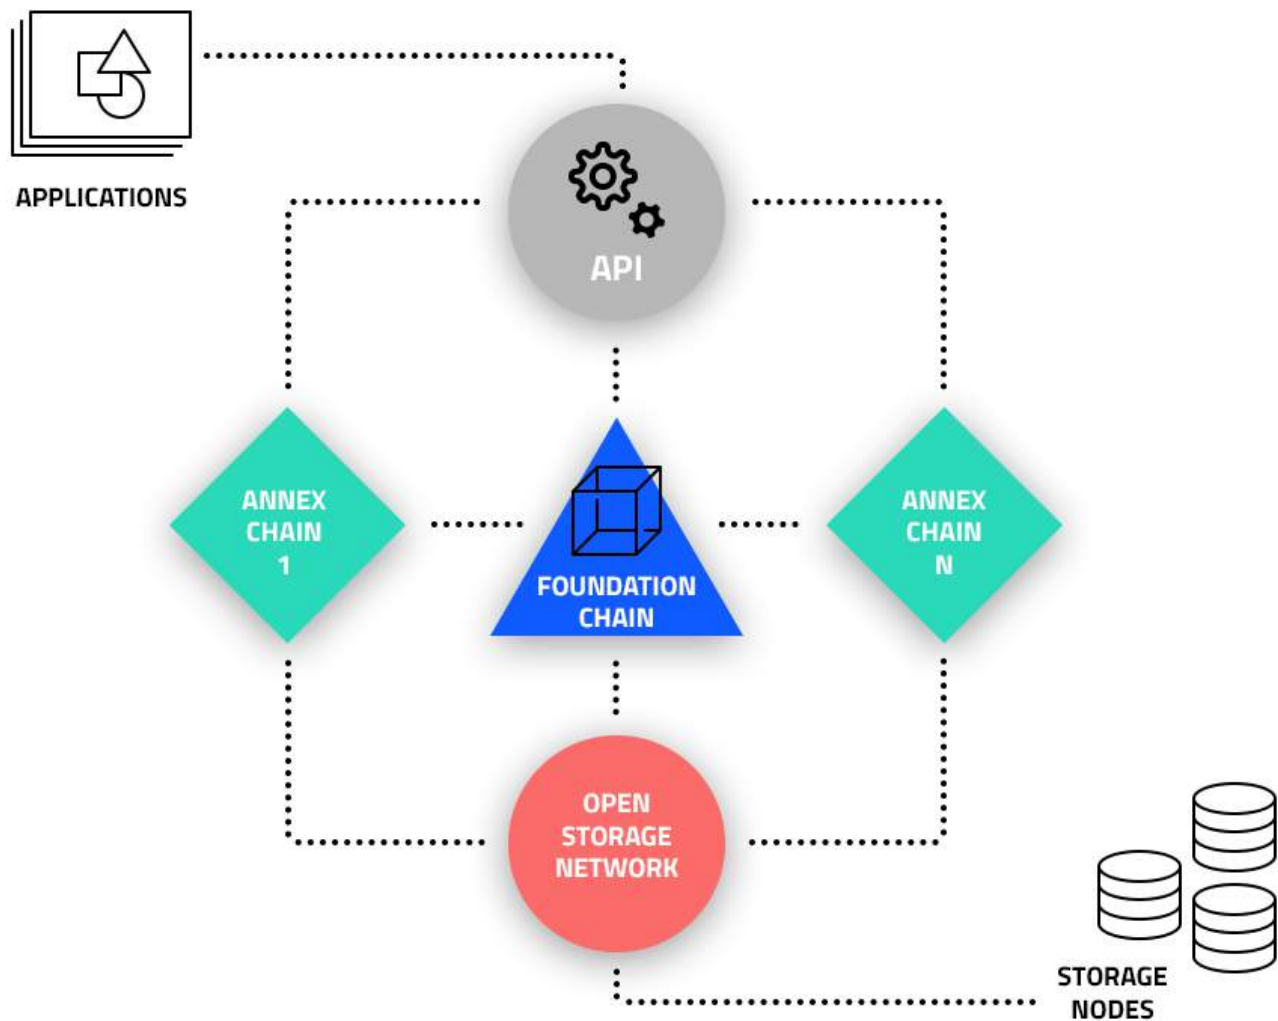 APPLICATIONS
API
ANNEX
CHAIN
1
FOUNDATION
CHAIN
ANNEX
CHAIN
N
OPEN
STORAGE
NETWORK
STORAGE
NODES